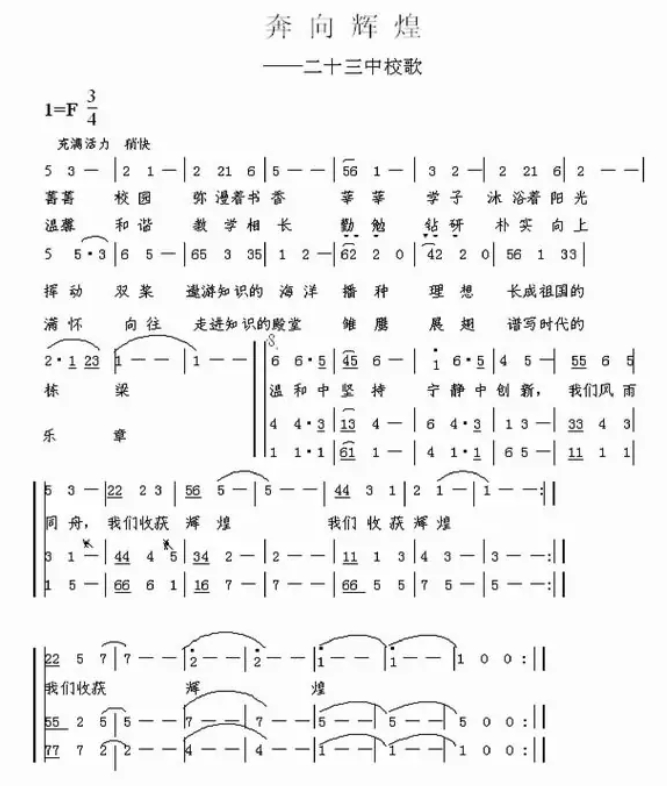 奔向辉煌
——二十三中校歌
1=F 3/4
充满活力 稍快
5 3 — | 2 1 — | 2 21 6 | 5 — — | 56 1 — | 3 2 — | 2 21 6 | 2 — — |
菁菁 校园 弥漫着书香 莘莘 学子 沐浴着阳光
温馨 和谐 教学相长 勤勉 钻研 朴实向上
5 5·3 | 6 5 — | 65 3 35 | 1 2 — | 62 2 0 | 42 2 0 | 56 1 33 |
挥动 双桨 遨游知识的 海洋 播种 理想 长成祖国的
满怀 向往 走进知识的殿堂 雏鹰 展翅 谱写时代的
2·1 23 | 1 — — | 1 — — | 6 6·5 | 45 6 — | 1 6·5 | 4 5 — | 55 6 5 |
栋 梁 温和中坚持 宁静中创新，我们风雨
4 4·3 | 13 4 — | 6 4·3 | 1 3 — | 33 4 3 |
乐 章
1 1·1 | 61 1 — | 4 1·1 | 6 5 — | 11 1 1 |
5 3 — | 22 2 3 | 56 5 — | 5 — — | 44 3 1 | 2 1 — | 1 — — :||
同舟，我们收获 辉煌 我们收获辉煌
3 1 — | 44 4 5 | 34 2 — | 2 — — | 11 1 3 | 4 3 — | 3 — — :||
1 5 — | 66 6 1 | 16 7 — | 7 — — | 66 5 5 | 7 5 — | 5 — — :||
22 5 7 | 7 — — | 2 — — | 2 — — | 1 — — | 1 — — | 1 0 0 :||
我们收获 辉 煌
55 2 5 | 5 — — | 7 — — | 7 — — | 5 — — | 5 — — | 5 0 0 :||
77 7 2 | 2 — — | 4 — — | 4 — — | 1 — — | 1 — — | 1 0 0 :||